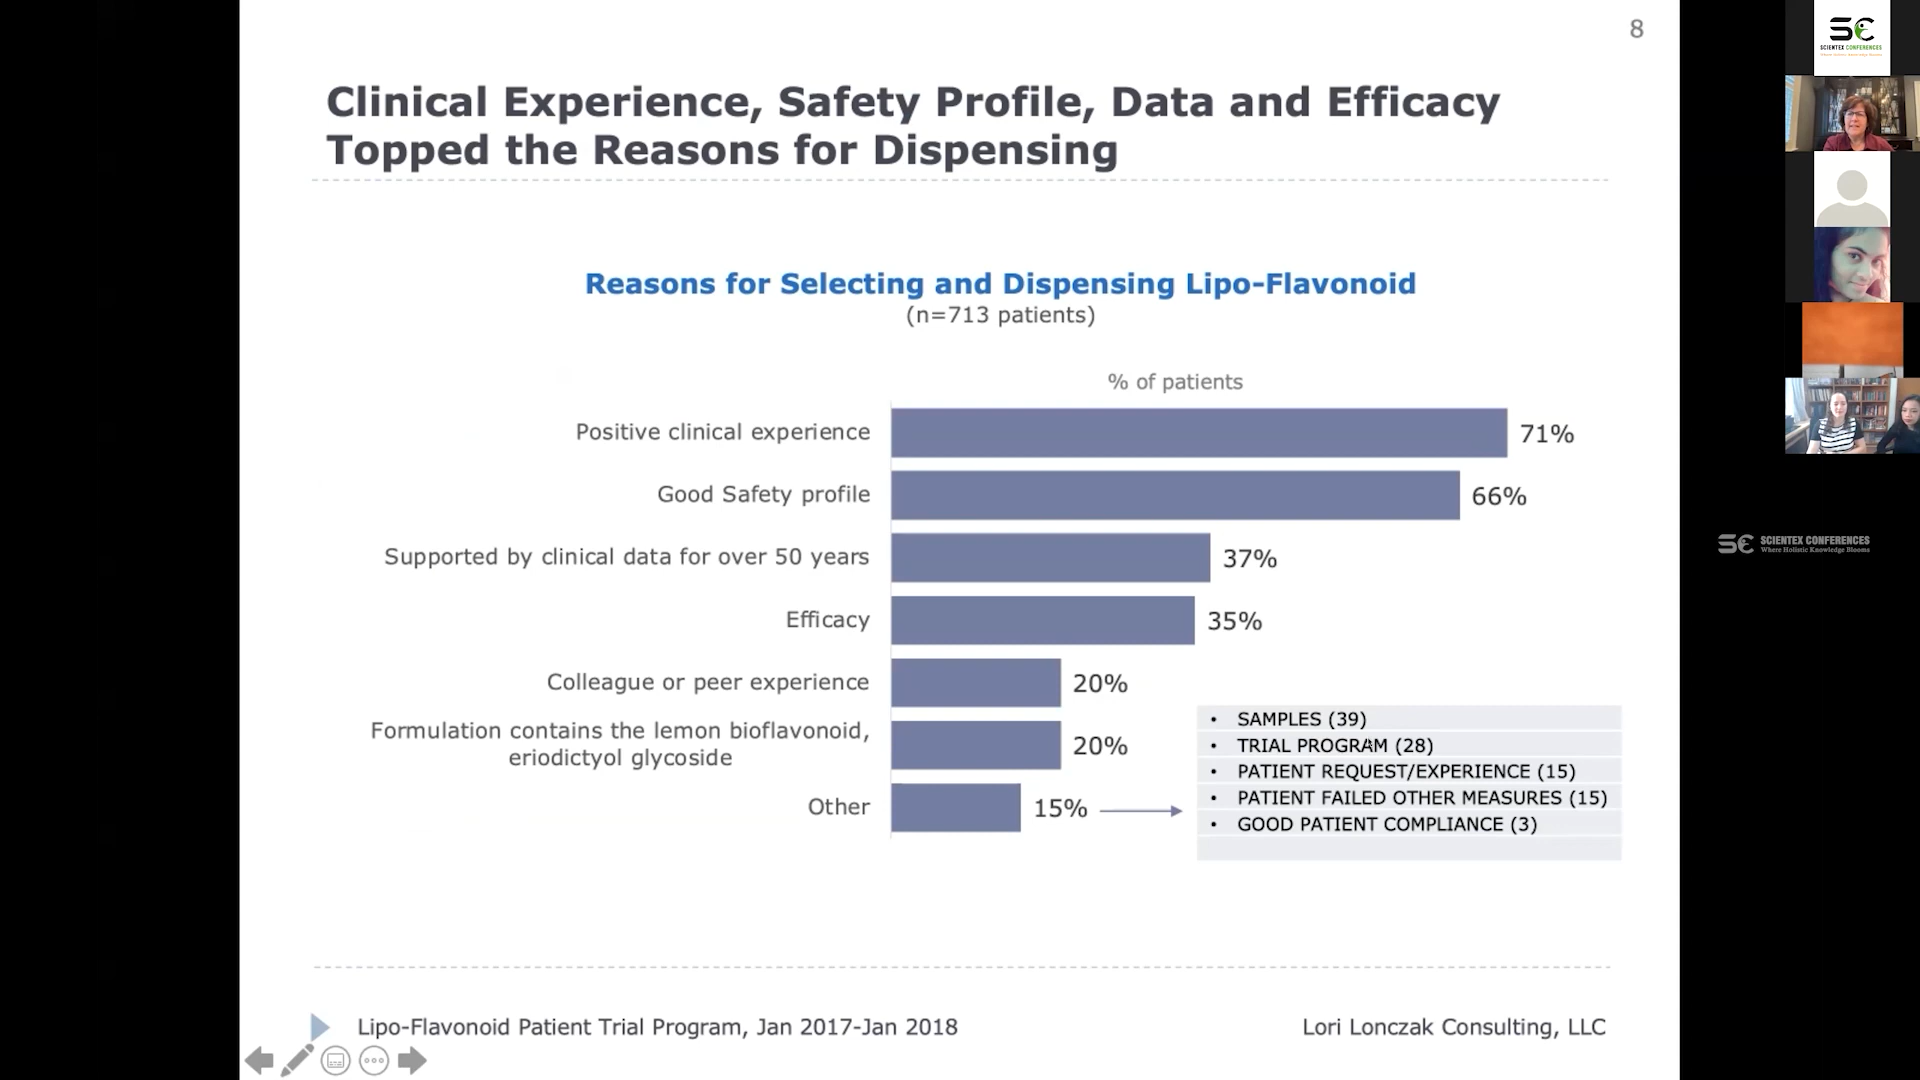 8
Clinical Experience, Safety Profile, Data and Efficacy
Topped the Reasons for Dispensing
Reasons for Selecting and Dispensing Lipo-Flavonoid
(n=713 patients)
% of patients
Positive clinical experience 71%
Good Safety profile 66%
Supported by clinical data for over 50 years 37%
Efficacy 35%
Colleague or peer experience 20%
Formulation contains the lemon bioflavonoid,
eriodictyol glycoside 20%
Other 15%
• SAMPLES (39)
• TRIAL PROGRAM (28)
• PATIENT REQUEST/EXPERIENCE (15)
• PATIENT FAILED OTHER MEASURES (15)
• GOOD PATIENT COMPLIANCE (3)
Lipo-Flavonoid Patient Trial Program, Jan 2017-Jan 2018
Lori Lonczak Consulting, LLC
SC
SCIENTEX CONFERENCES
SC SCIENTEX CONFERENCES
Where Holistic Knowledge Blooms